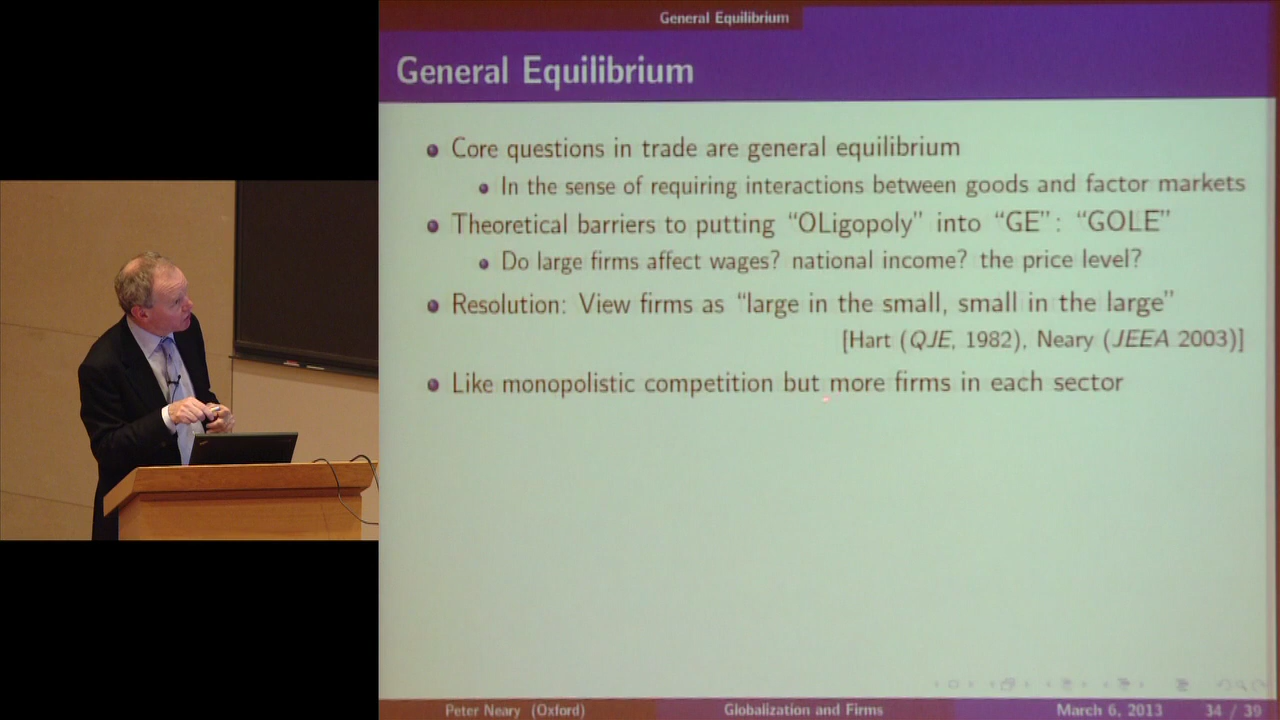 General Equilibrium
General Equilibrium
Core questions in trade are general equilibrium
In the sense of requiring interactions between goods and factor markets
Theoretical barriers to putting “OLigopoly” into “GE”: “GOLE”
Do large firms affect wages? national income? the price level?
Resolution: View firms as “large in the small, small in the large”
[Hart (QJE, 1982), Neary (JEEA 2003)]
Like monopolistic competition but more firms in each sector
Peter Neary (Oxford) Globalization and Firms March 6, 2013 34 / 39